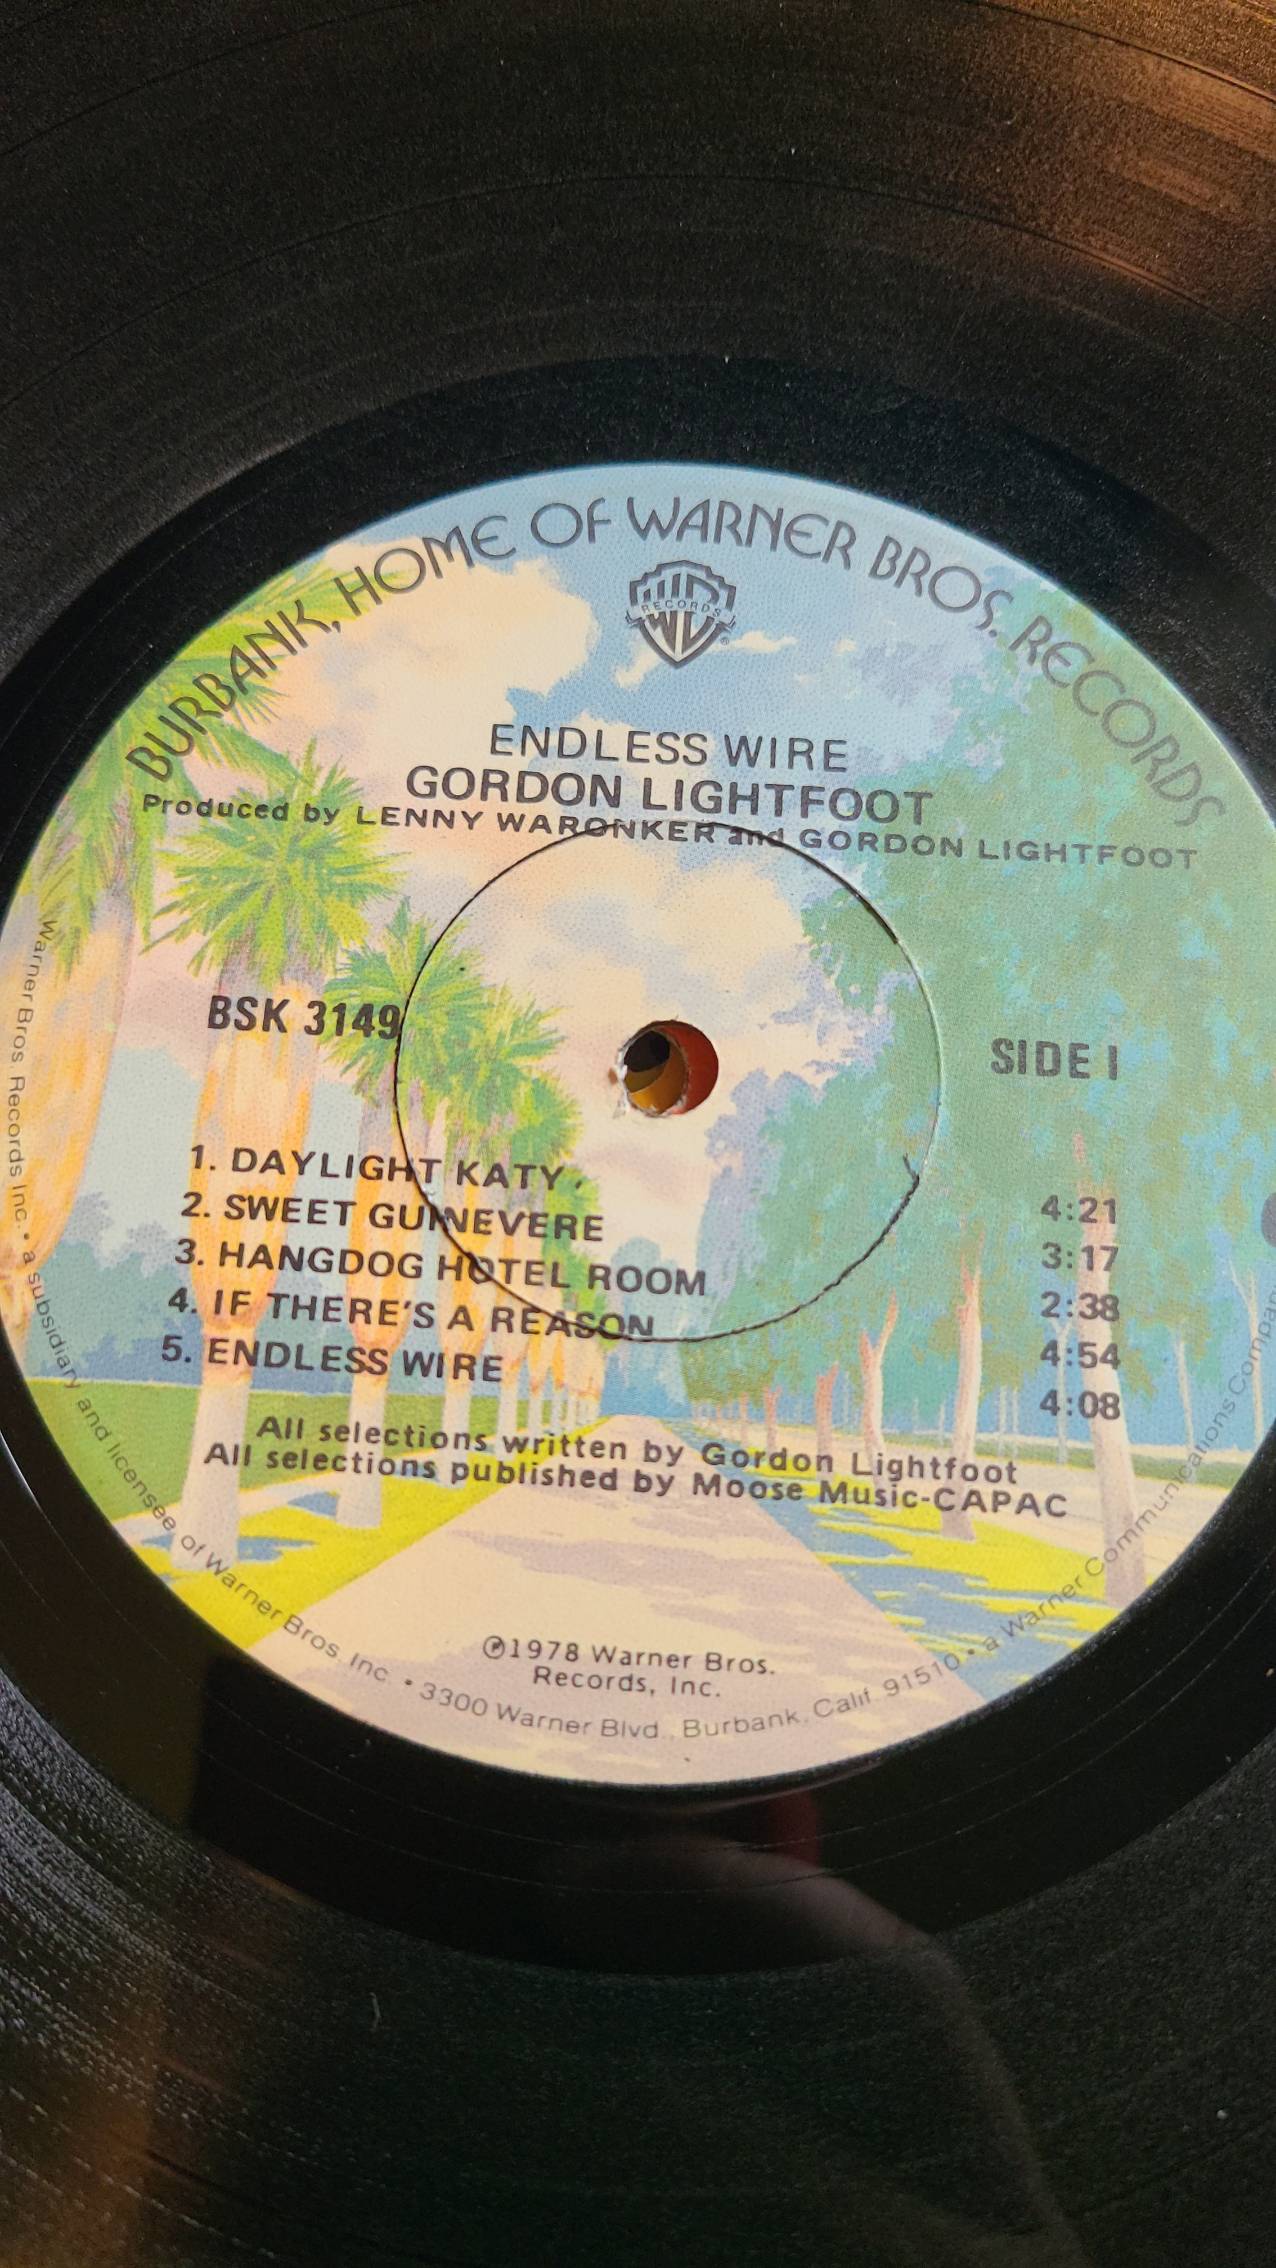 BURBANK, HOME OF WARNER BROS. RECORDS
RECORDS
ENDLESS WIRE
GORDON LIGHTFOOT
Produced by LENNY WARONKER and GORDON LIGHTFOOT
BSK 3149
SIDE I
1. DAYLIGHT KATY 4:21
2. SWEET GUINEVERE 3:17
3. HANGDOG HOTEL ROOM 2:38
4. IF THERE'S A REASON 4:54
5. ENDLESS WIRE 4:08
All selections written by Gordon Lightfoot
All selections published by Moose Music-CAPAC
℗1978 Warner Bros.
Records, Inc.
Warner Bros. Records Inc. • a subsidiary and licensee of Warner Bros. Inc. • 3300 Warner Blvd., Burbank, Calif. 91510 • a Warner Communications